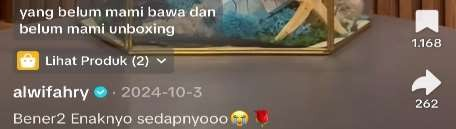 yang belum mami bawa dan
belum mami unboxing
1.168
Lihat Produk (2)
alwifahry · 2024-10-3
262
Bener2 Enaknyo sedapnyooo😭🌹